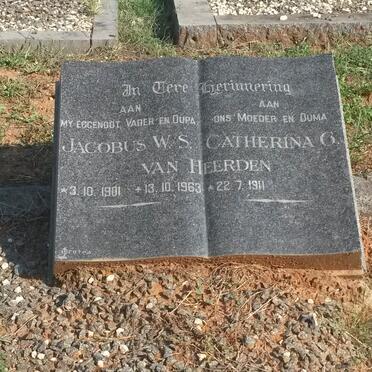 In Tere Herinnering
AAN AAN
MY EGGENOOT, VADER EN OUPA ONS MOEDER EN OUMA
JACOBUS W. S. CATHERINA G.
VAN HEERDEN
*3. 10. 1901 +13. 10. 1963 *22. 7. 1911